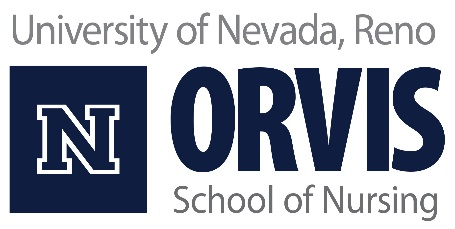 University of Nevada, Reno
N
ORVIS
School of Nursing